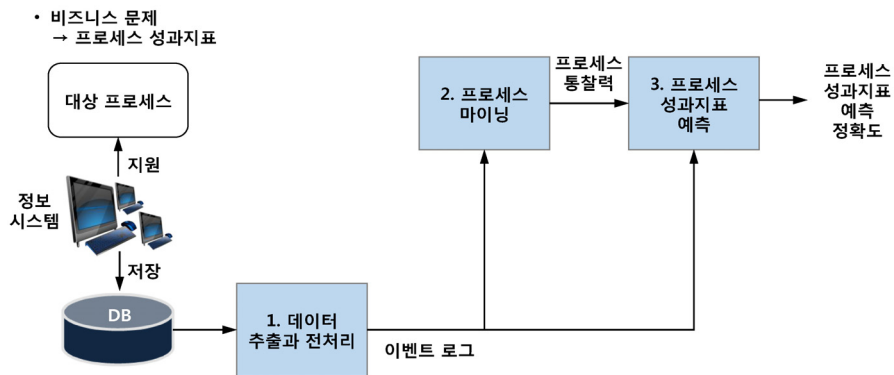 • 비즈니스 문제
→ 프로세스 성과지표
대상 프로세스
지원
정보
시스템
저장
DB
1. 데이터
추출과 전처리
이벤트 로그
2. 프로세스
마이닝
프로세스
통찰력
3. 프로세스
성과지표
예측
프로세스
성과지표
예측
정확도